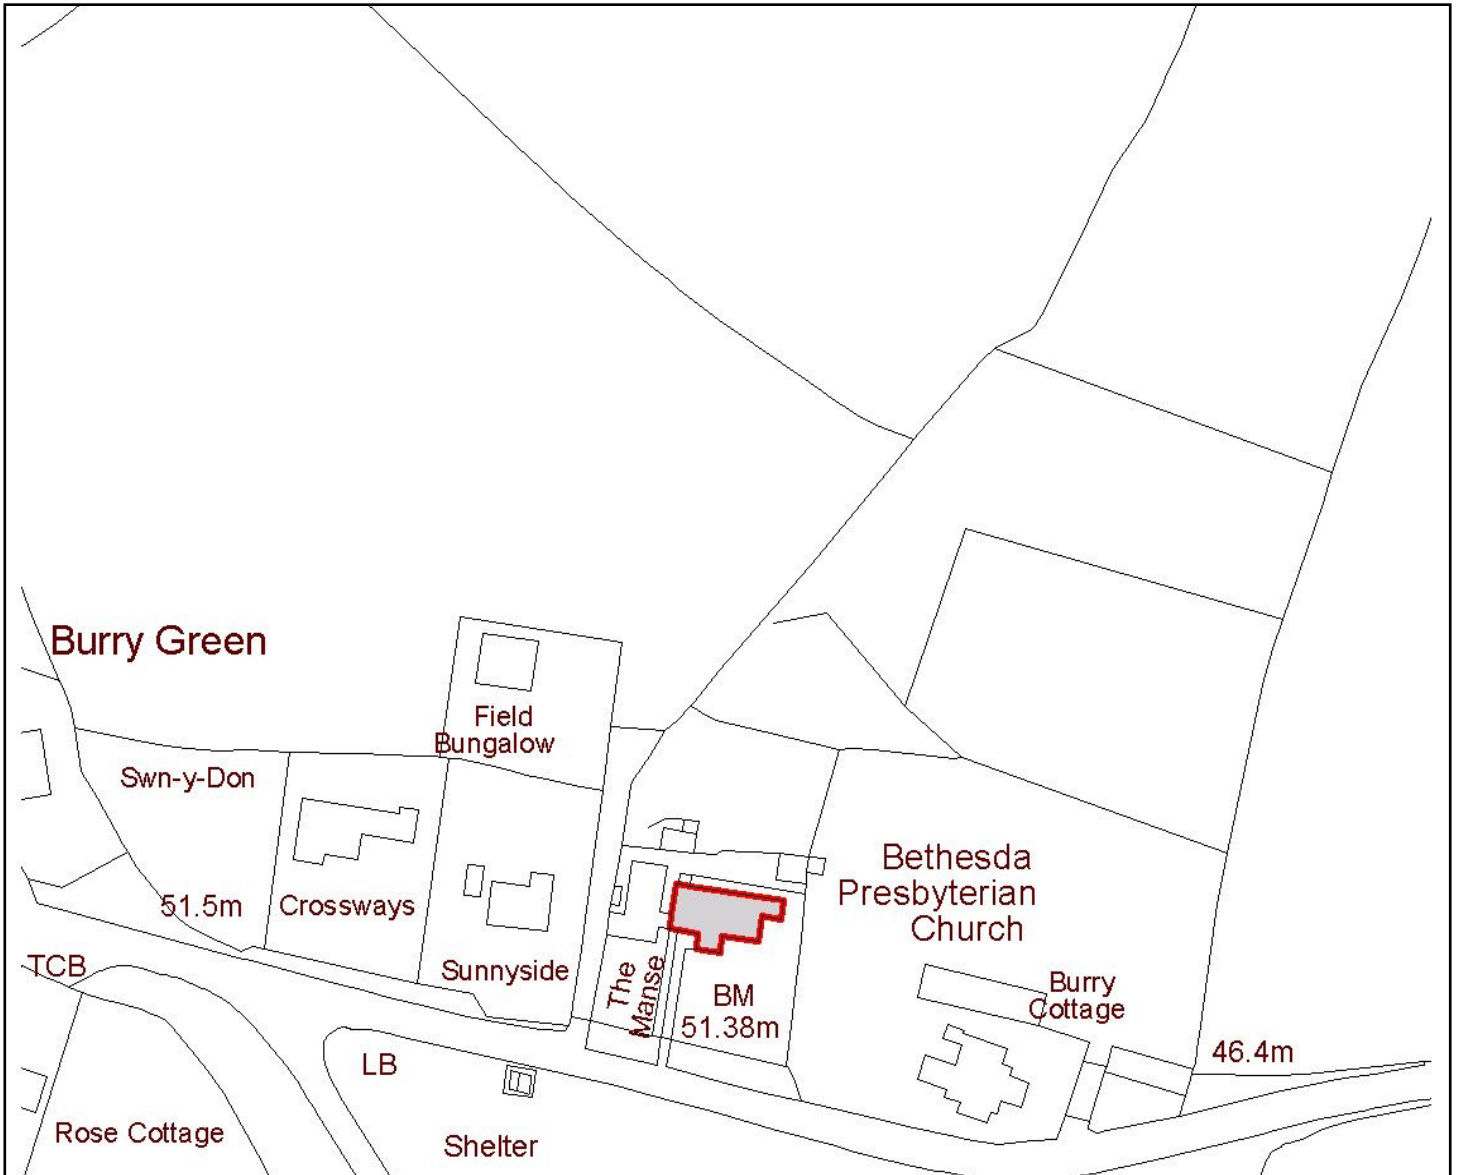 Burry Green
Field
Bungalow
Swn-y-Don
Bethesda
Presbyterian
Church
51.5m
Crossways
TCB
Sunnyside
The
Manse
BM
51.38m
Burry
Cottage
46.4m
LB
Rose Cottage
Shelter